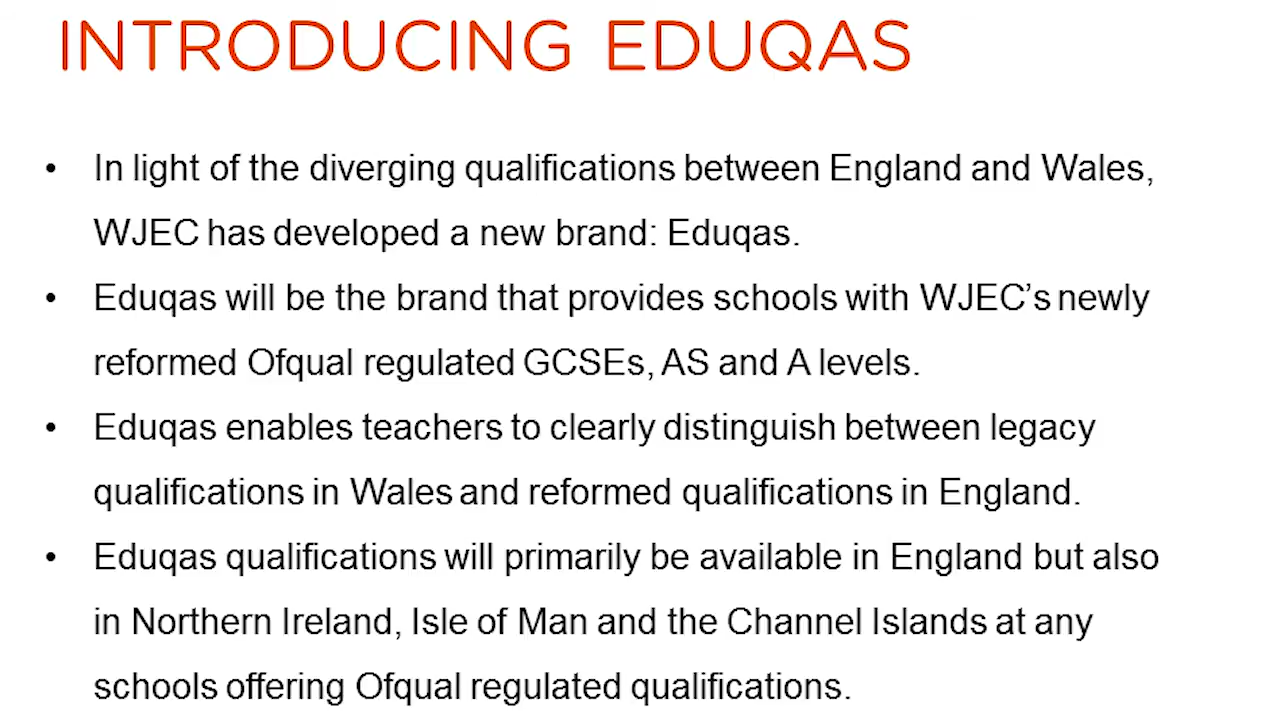 INTRODUCING EDUQAS
• In light of the diverging qualifications between England and Wales,
WJEC has developed a new brand: Eduqas.
• Eduqas will be the brand that provides schools with WJEC’s newly
reformed Ofqual regulated GCSEs, AS and A levels.
• Eduqas enables teachers to clearly distinguish between legacy
qualifications in Wales and reformed qualifications in England.
• Eduqas qualifications will primarily be available in England but also
in Northern Ireland, Isle of Man and the Channel Islands at any
schools offering Ofqual regulated qualifications.